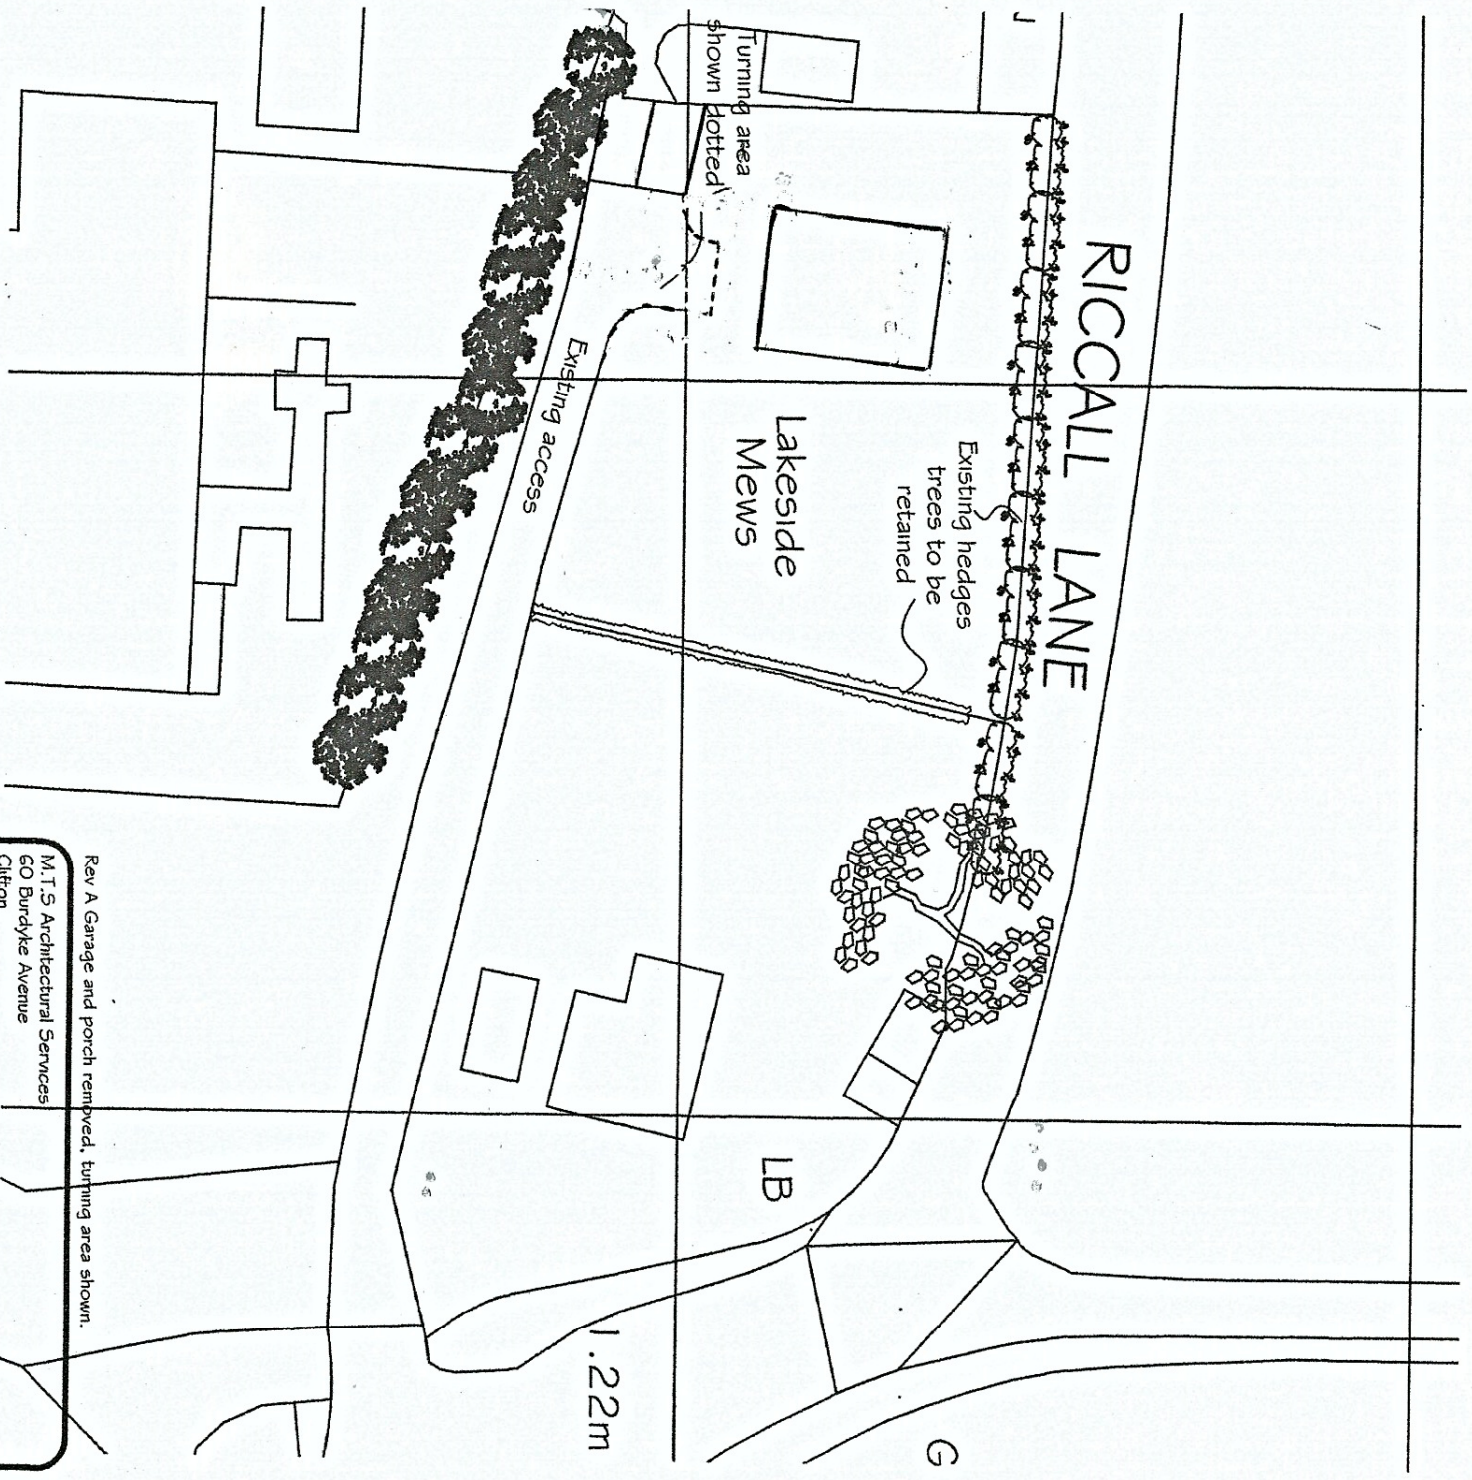 RICCALL LANE
Turning area
shown dotted
Existing hedges
trees to be
retained
Lakeside
Mews
Existing access
LB
1.22m
G
Rev A Garage and porch removed, turning area shown.
M.T.S Architectural Services
60 Burdyke Avenue
Clifton